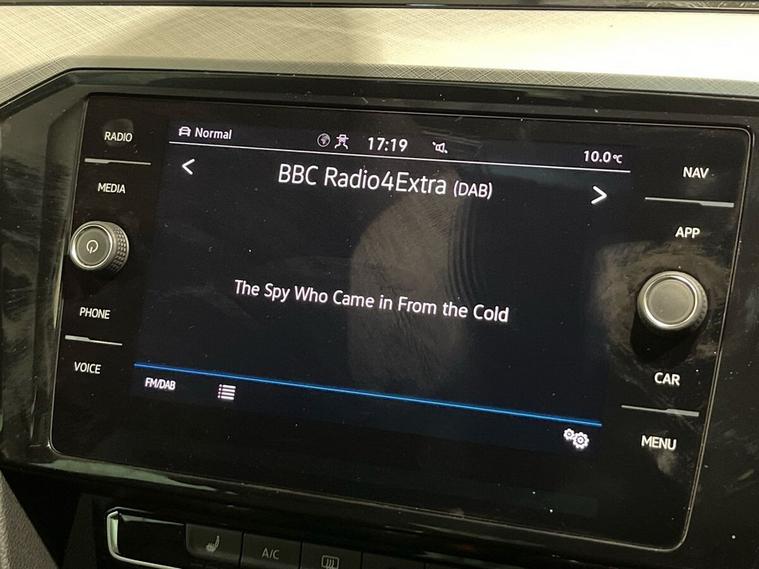 RADIO
MEDIA
PHONE
VOICE
Normal
17:19
10.0°C
BBC Radio4Extra (DAB)
The Spy Who Came in From the Cold
FM/DAB
NAV
APP
CAR
MENU
A/C